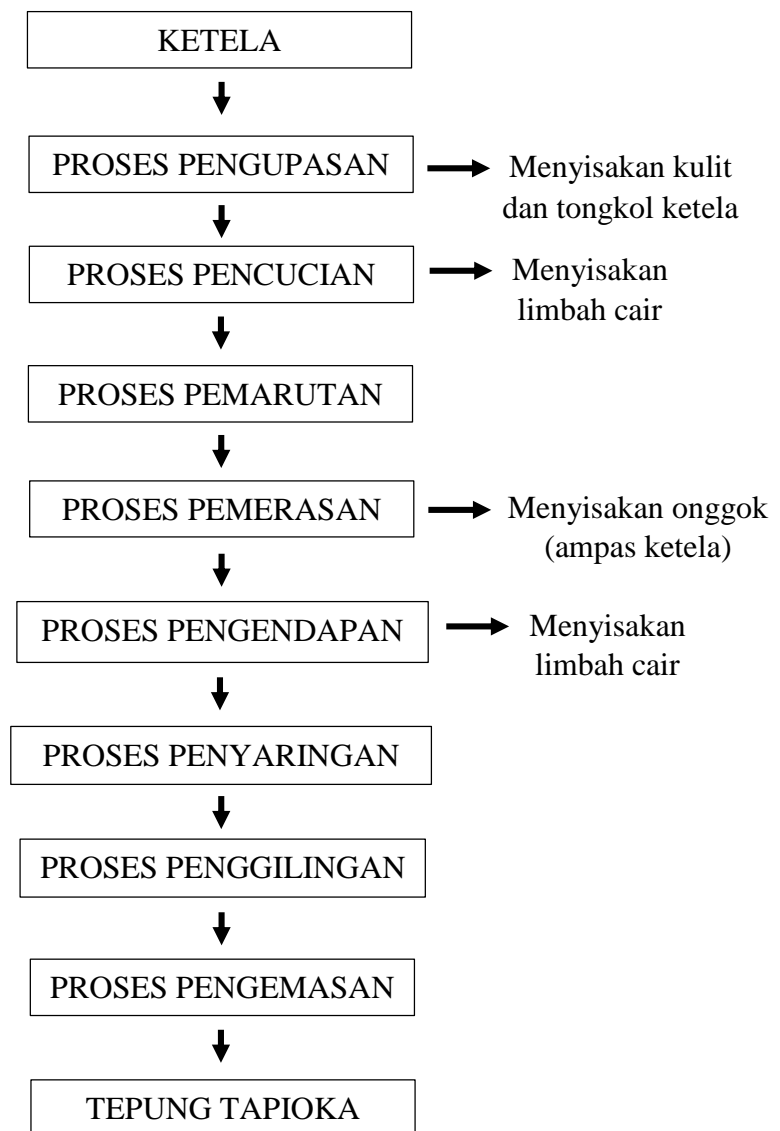 KETELA
PROSES PENGUPASAN
Menyisakan kulit
dan tongkol ketela
PROSES PENCUCIAN
Menyisakan
limbah cair
PROSES PEMARUTAN
PROSES PEMERASAN
Menyisakan onggok
(ampas ketela)
PROSES PENGENDAPAN
Menyisakan
limbah cair
PROSES PENYARINGAN
PROSES PENGGILINGAN
PROSES PENGEMASAN
TEPUNG TAPIOKA